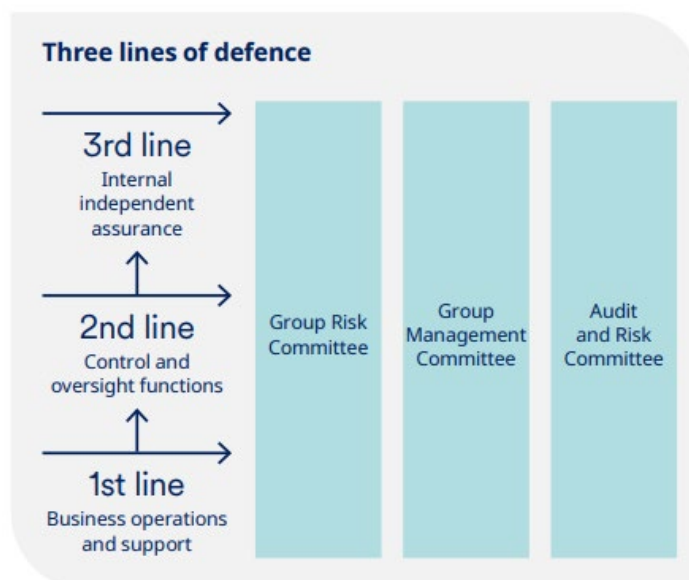 Three lines of defence
3rd line
Internal
independent
assurance
2nd line
Control and
oversight functions
1st line
Business operations
and support
Group Risk
Committee
Group
Management
Committee
Audit
and Risk
Committee